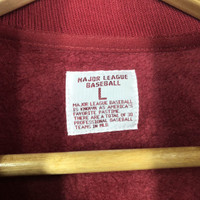 MAJOR LEAGUE
BASEBALL
L
MAJOR LEAGUE BASEBALL
IS KNOWN AS AMERICA'S
FAVORITE PASTIME
THERE ARE A TOTAL OF 30
PROFESSIONAL BASEBALL
TEAMS IN MLB